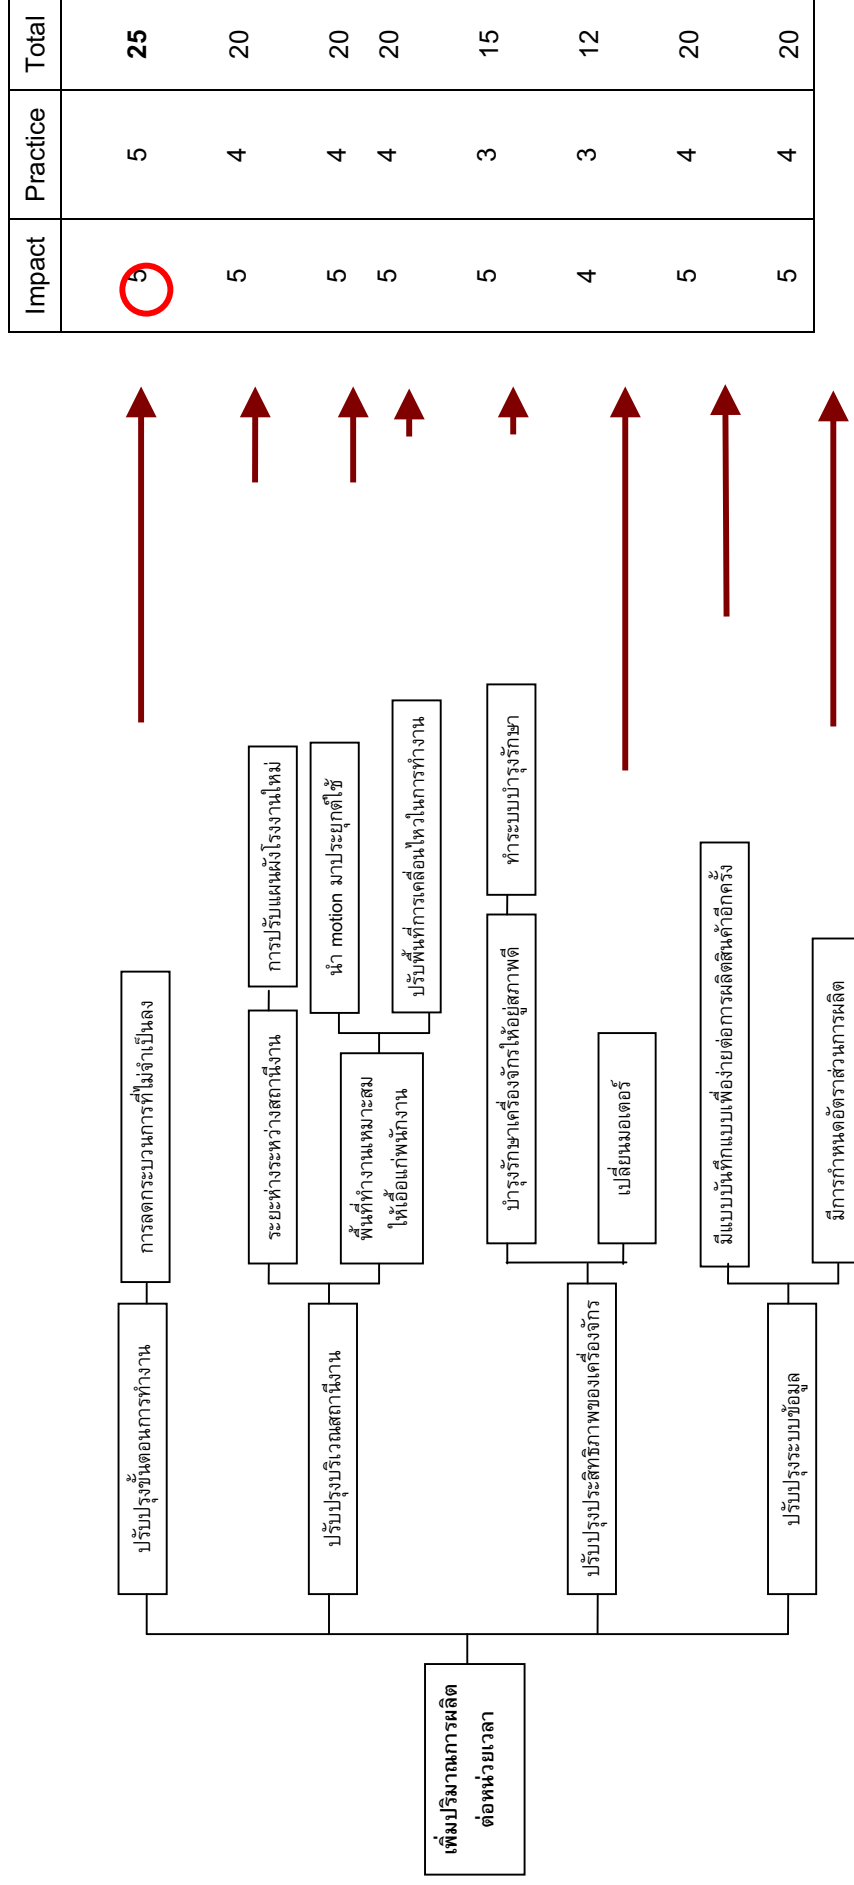 Impact Practice Total
5 5 25
5 4 20
5 4 20
5 4 20
5 3 15
4 3 12
5 4 20
5 4 20
เพิ่มปริมาณการผลิต
ต่อหน่วยเวลา
ปรับปรุงขั้นตอนการทำงาน
การลดกระบวนการที่ไม่จำเป็นลง
ปรับปรุงบริเวณสถานีงาน
ระยะห่างระหว่างสถานีงาน
การปรับแผนผังโรงงานใหม่
พื้นที่ทำงานเหมาะสม
ให้เอื้อแก่พนักงาน
นำ motion มาประยุกต์ใช้
ปรับพื้นที่การเคลื่อนไหวในการทำงาน
ปรับปรุงประสิทธิภาพของเครื่องจักร
บำรุงรักษาเครื่องจักรให้อยู่สภาพดี
ทำระบบบำรุงรักษา
เปลี่ยนมอเตอร์
ปรับปรุงระบบข้อมูล
มีแบบบันทึกแบบเพื่อง่ายต่อการผลิตสินค้าอีกครั้ง
มีการกำหนดอัตราส่วนการผลิต